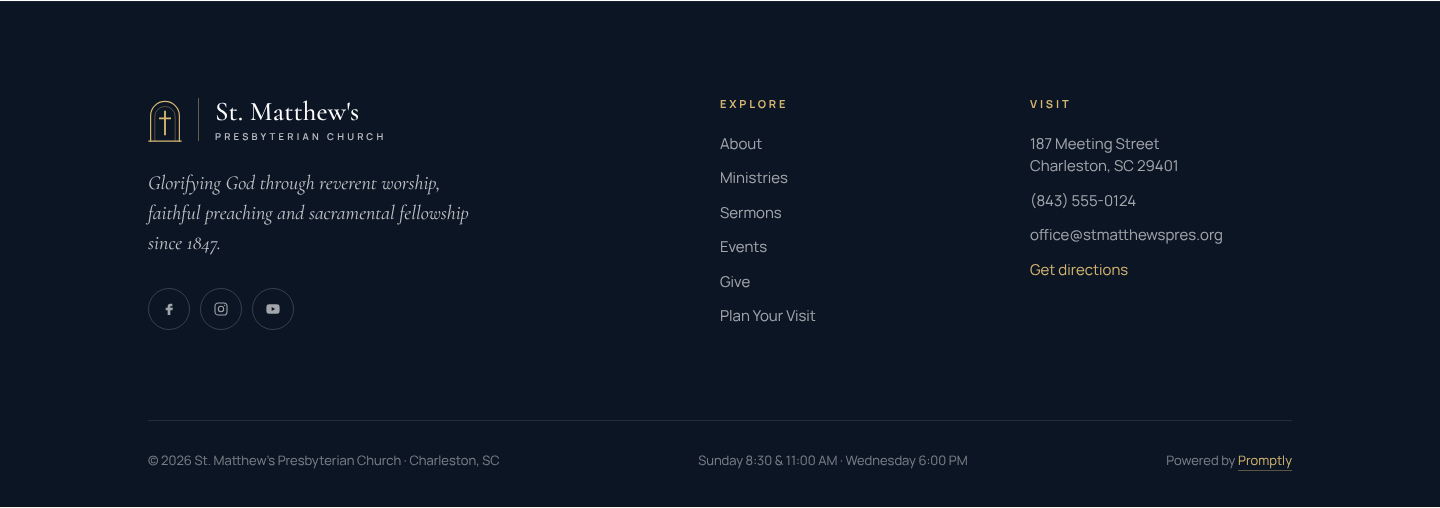 St. Matthew's
PRESBYTERIAN CHURCH
Glorifying God through reverent worship,
faithful preaching and sacramental fellowship
since 1847.
EXPLORE
About
Ministries
Sermons
Events
Give
Plan Your Visit
VISIT
187 Meeting Street
Charleston, SC 29401
(843) 555-0124
office@stmatthewspres.org
Get directions
© 2026 St. Matthew's Presbyterian Church · Charleston, SC
Sunday 8:30 & 11:00 AM · Wednesday 6:00 PM
Powered by Promptly